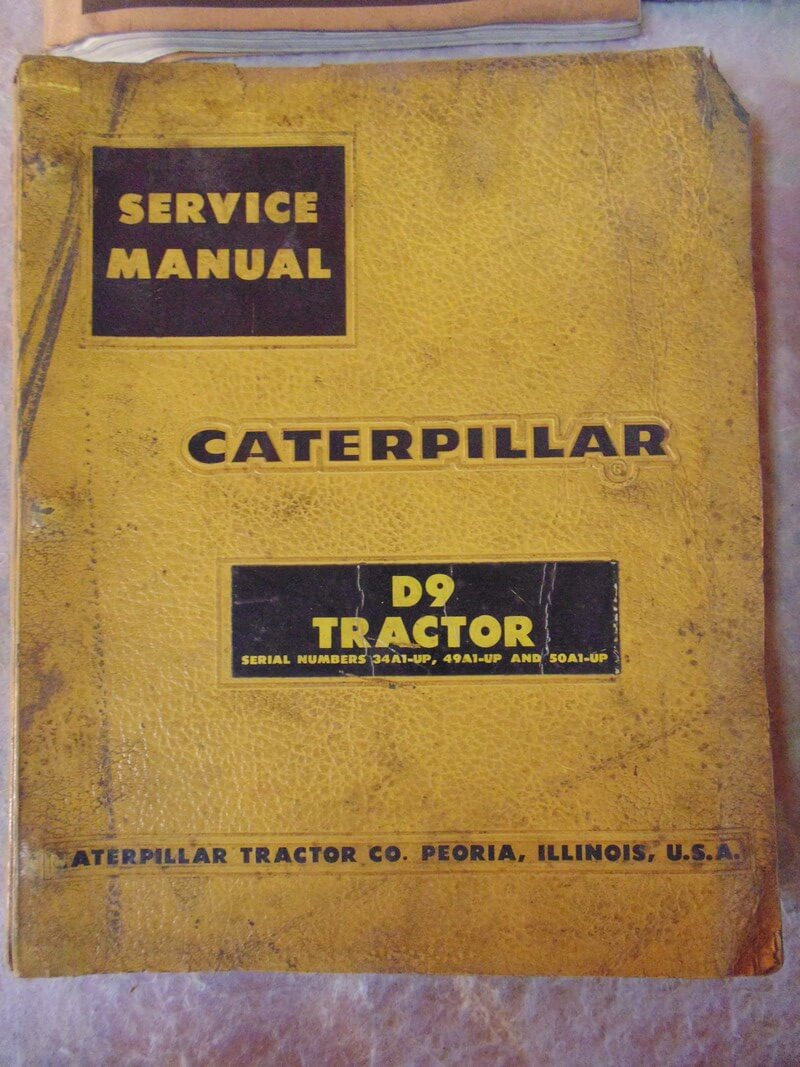 SERVICE
MANUAL
CATERPILLAR
®
D9
TRACTOR
SERIAL NUMBERS 34A1-UP, 49A1-UP AND 50A1-UP
CATERPILLAR TRACTOR CO. PEORIA, ILLINOIS, U.S.A.